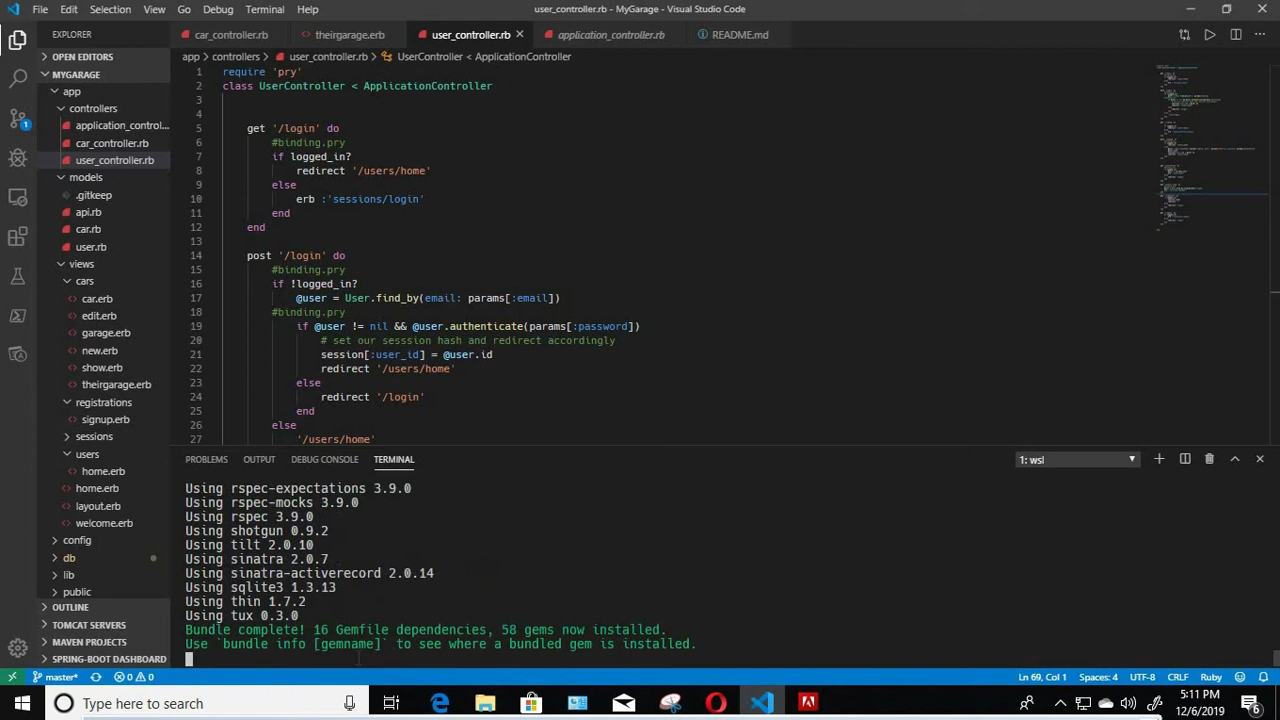 File Edit Selection View Go Debug Terminal Help
user_controller.rb - MyGarage - Visual Studio Code
EXPLORER
OPEN EDITORS
MYGARAGE
app
controllers
application_control...
car_controller.rb
user_controller.rb
models
.gitkeep
api.rb
car.rb
user.rb
views
cars
car.erb
edit.erb
garage.erb
new.erb
show.erb
theirgarage.erb
registrations
signup.erb
sessions
users
home.erb
home.erb
layout.erb
welcome.erb
config
db
lib
public
OUTLINE
TOMCAT SERVERS
MAVEN PROJECTS
SPRING-BOOT DASHBOARD
car_controller.rb theirgarage.erb user_controller.rb application_controller.rb README.md
app > controllers > user_controller.rb > UserController < ApplicationController
1 require 'pry'
2 class UserController < ApplicationController
3
4
5 get '/login' do
6 #binding.pry
7 if logged_in?
8 redirect '/users/home'
9 else
10 erb :'sessions/login'
11 end
12 end
13
14 post '/login' do
15 #binding.pry
16 if !logged_in?
17 @user = User.find_by(email: params[:email])
18 #binding.pry
19 if @user != nil && @user.authenticate(params[:password])
20 # set our sesssion hash and redirect accordingly
21 session[:user_id] = @user.id
22 redirect '/users/home'
23 else
24 redirect '/login'
25 end
26 else
27 '/users/home'
PROBLEMS OUTPUT DEBUG CONSOLE TERMINAL
1: wsl
Using rspec-expectations 3.9.0
Using rspec-mocks 3.9.0
Using rspec 3.9.0
Using shotgun 0.9.2
Using tilt 2.0.10
Using sinatra 2.0.7
Using sinatra-activerecord 2.0.14
Using sqlite3 1.3.13
Using thin 1.7.2
Using tux 0.3.0
Bundle complete! 16 Gemfile dependencies, 58 gems now installed.
Use `bundle info [gemname]` to see where a bundled gem is installed.
master* 0 0
Ln 69, Col 1 Spaces: 4 UTF-8 CRLF Ruby
Type here to search
5:11 PM
12/6/2019
6